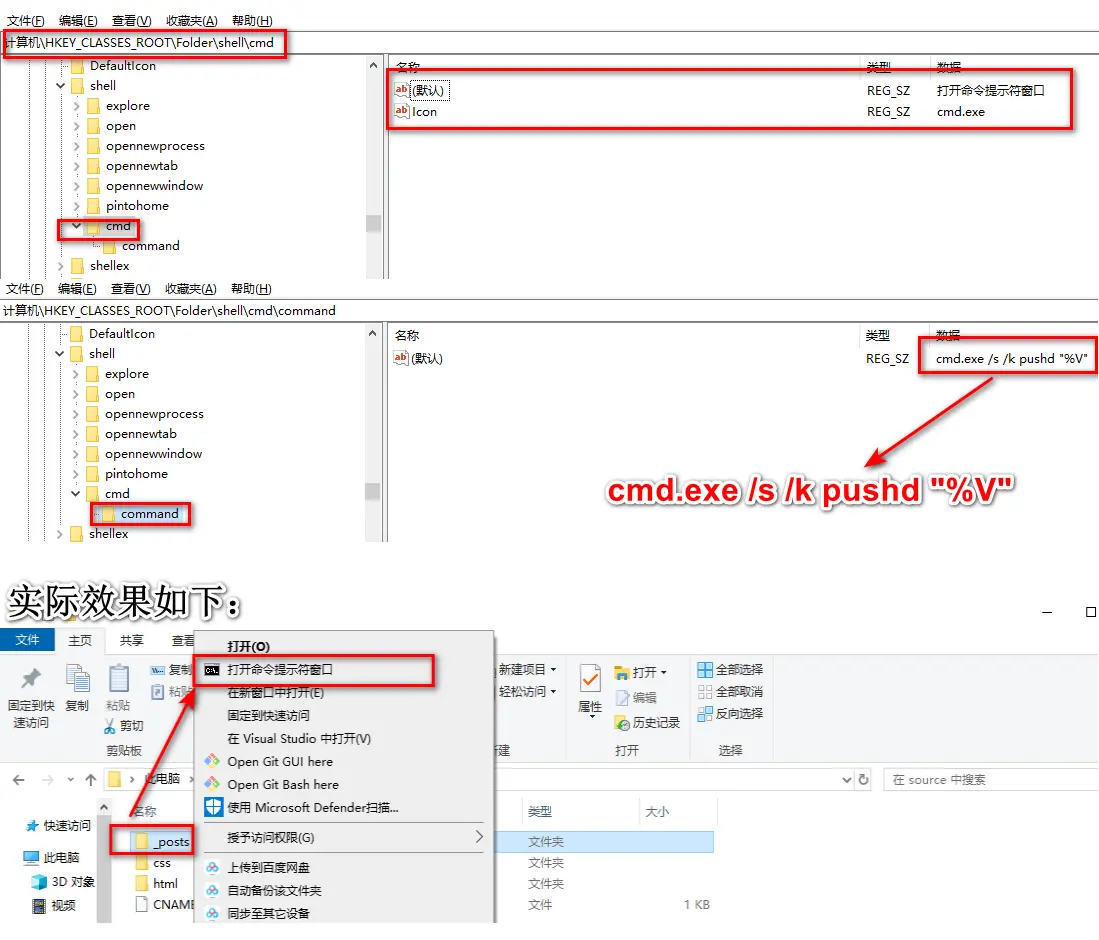 文件(F) 编辑(E) 查看(V) 收藏夹(A) 帮助(H)
计算机\HKEY_CLASSES_ROOT\Folder\shell\cmd
DefaultIcon
shell
explore
open
opennewprocess
opennewtab
opennewwindow
pintohome
cmd
command
shellex
名称 类型 数据
(默认) REG_SZ 打开命令提示符窗口
Icon REG_SZ cmd.exe
文件(F) 编辑(E) 查看(V) 收藏夹(A) 帮助(H)
计算机\HKEY_CLASSES_ROOT\Folder\shell\cmd\command
DefaultIcon
shell
explore
open
opennewprocess
opennewtab
opennewwindow
pintohome
cmd
command
shellex
名称 类型 数据
(默认) REG_SZ cmd.exe /s /k pushd "%V"
cmd.exe /s /k pushd "%V"
实际效果如下：
文件 主页 共享 查看
固定到快速访问
复制
粘贴
复制
粘贴
剪切
剪贴板
新建项目
轻松访问
建
属性
打开
编辑
历史记录
打开
全部选择
全部取消
反向选择
选择
此电脑
在 source 中搜索
快速访问
此电脑
3D 对象
视频
名称 类型 大小
_posts 文件夹
css 文件夹
html 文件夹
CNAME 文件 1 KB
打开(O)
打开命令提示符窗口
在新窗口中打开(E)
固定到快速访问
在 Visual Studio 中打开(V)
Open Git GUI here
Open Git Bash here
使用 Microsoft Defender扫描...
授予访问权限(G)
上传到百度网盘
自动备份该文件夹
同步至其它设备